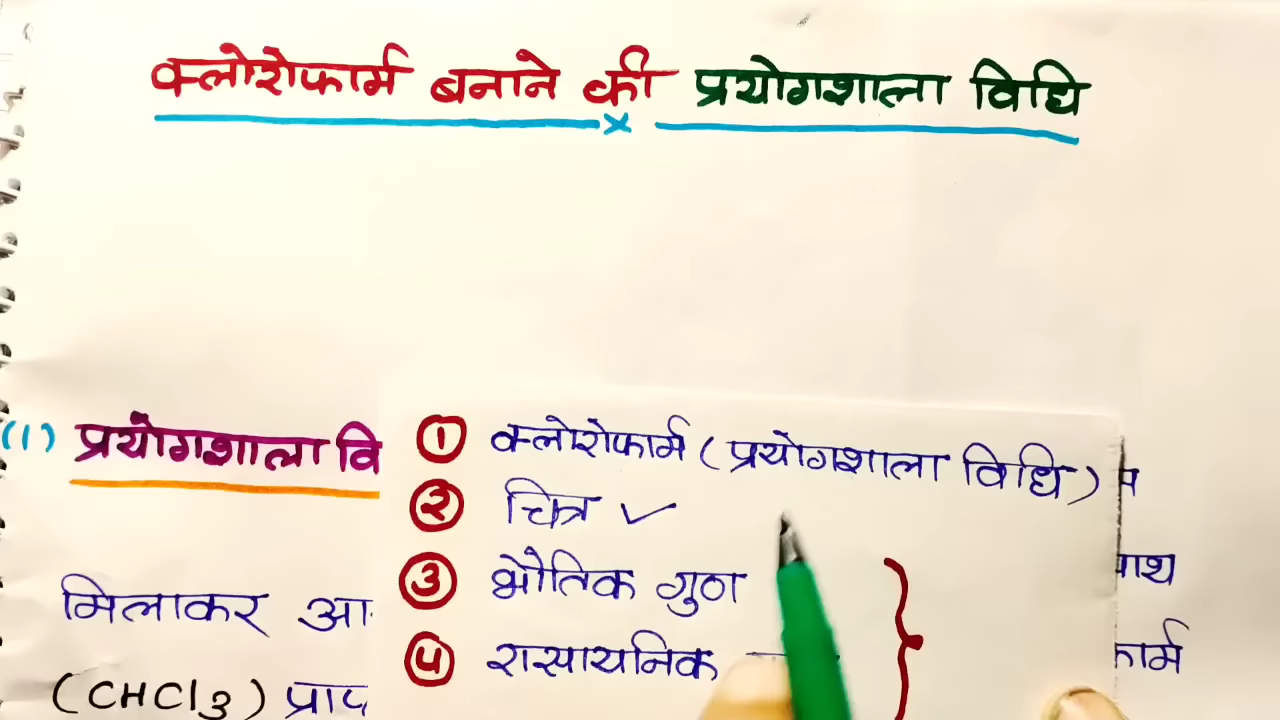 क्लोरोफार्म बनाने की प्रयोगशाला विधि
(1) प्रयोगशाला वि
① क्लोरोफार्म (प्रयोगशाला विधि)
② चित्र ✓
③ भौतिक गुण
④ रासायनिक
मिलाकर आ
(CHCl3) प्राप